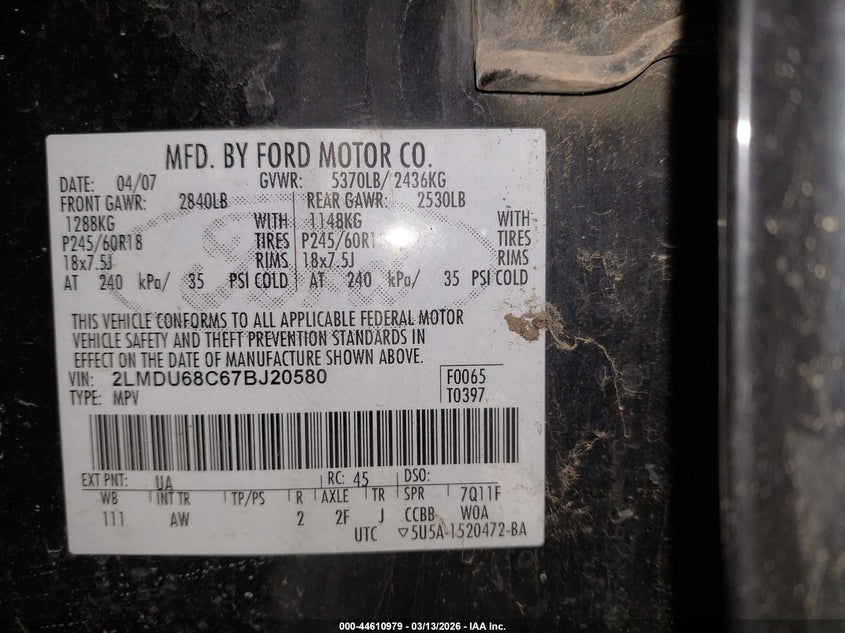 MFD. BY FORD MOTOR CO.
DATE: 04/07 GVWR: 5370LB/ 2436KG
FRONT GAWR: 2840LB REAR GAWR: 2530LB
1288KG WITH 1148KG WITH
P245/60R18 TIRES P245/60R1 TIRES
18x7.5J RIMS 18x7.5J RIMS
AT 240 kPa/ 35 PSI COLD AT 240 kPa/ 35 PSI COLD
THIS VEHICLE CONFORMS TO ALL APPLICABLE FEDERAL MOTOR
VEHICLE SAFETY AND THEFT PREVENTION STANDARDS IN
EFFECT ON THE DATE OF MANUFACTURE SHOWN ABOVE.
VIN: 2LMDU68C67BJ20580 F0065
TYPE: MPV T0397
EXT PNT: UA RC: 45 DSO:
WB INT TR TP/PS R AXLE TR SPR 7Q11F
111 AW 2 2F J CCBB WOA
UTC ▽5U5A-1520472-BA
000-44610979 - 03/13/2026 - IAA Inc.